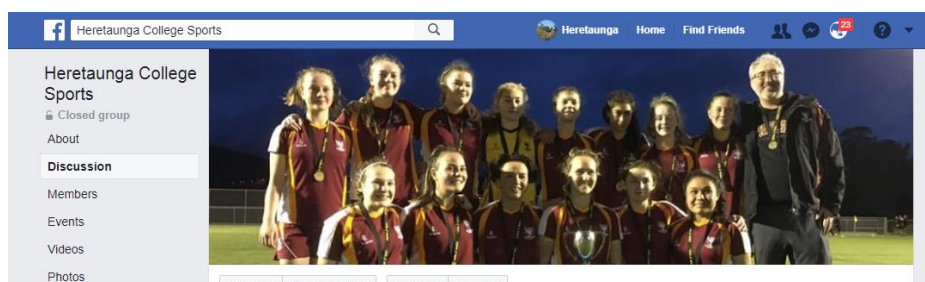 Heretaunga College Sports
Heretaunga Home Find Friends
23
Heretaunga College
Sports
Closed group
About
Discussion
Members
Events
Videos
Photos